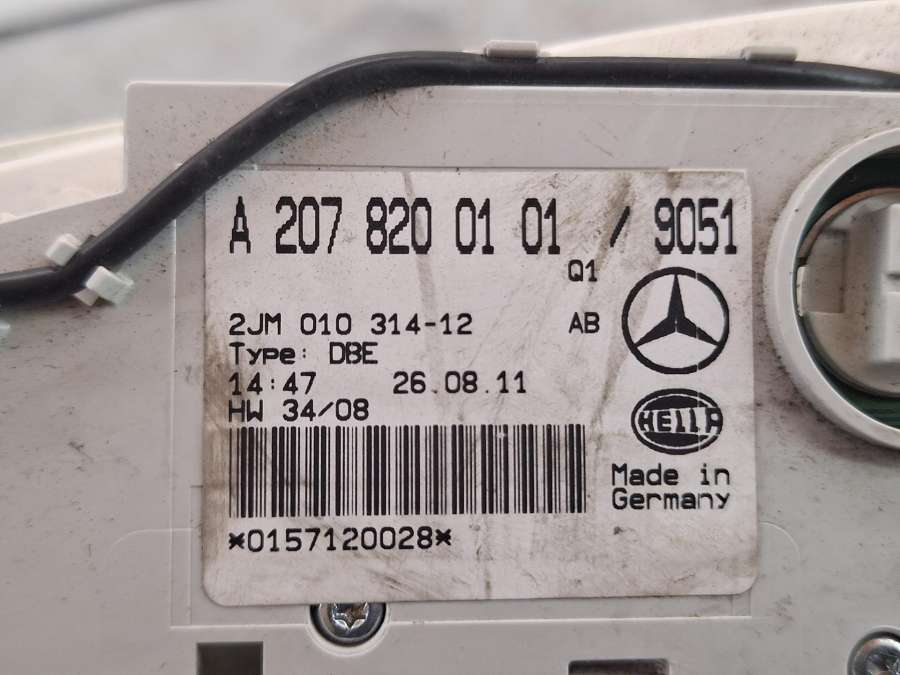 A 207 820 01 01 / 9051
Q1
2JM 010 314-12 AB
Type: DBE
14:47 26.08.11
HW 34/08
HELLA
Made in
Germany
*0157120028*